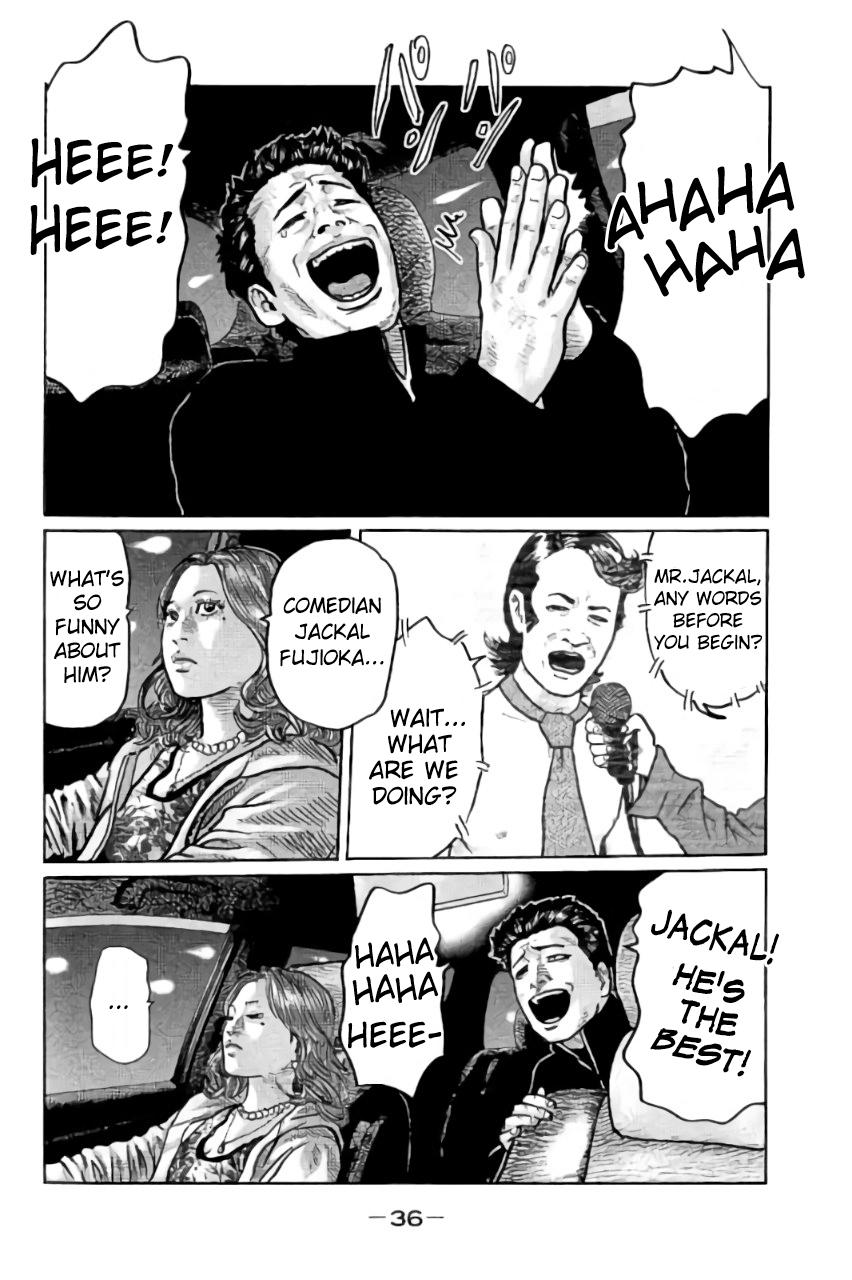 AHAHA
HAHA
パン
パン
HEEE!
HEEE!
MR.JACKAL,
ANY WORDS
BEFORE
YOU BEGIN?
WAIT...
WHAT
ARE WE
DOING?
COMEDIAN
JACKAL
FUJIOKA...
WHAT'S
SO
FUNNY
ABOUT
HIM?
JACKAL!
HE'S
THE
BEST!
HAHA
HAHA
HEEE-
...
-36-